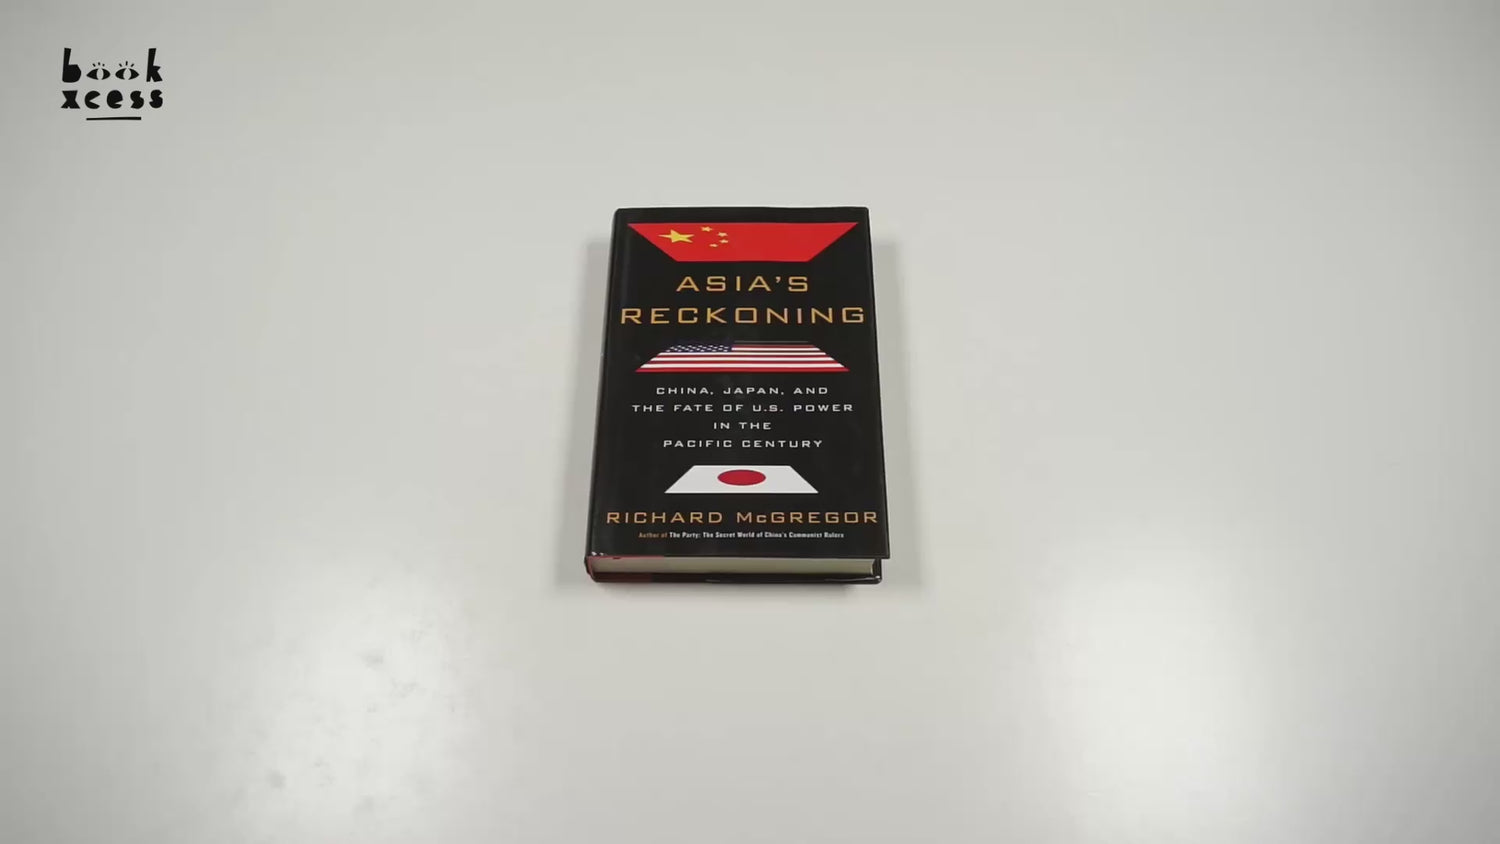 book
xcess
ASIA'S
RECKONING
CHINA, JAPAN, AND
THE FATE OF U.S. POWER
IN THE
PACIFIC CENTURY
RICHARD McGREGOR
Author of The Party: The Secret World of China's Communist Rulers